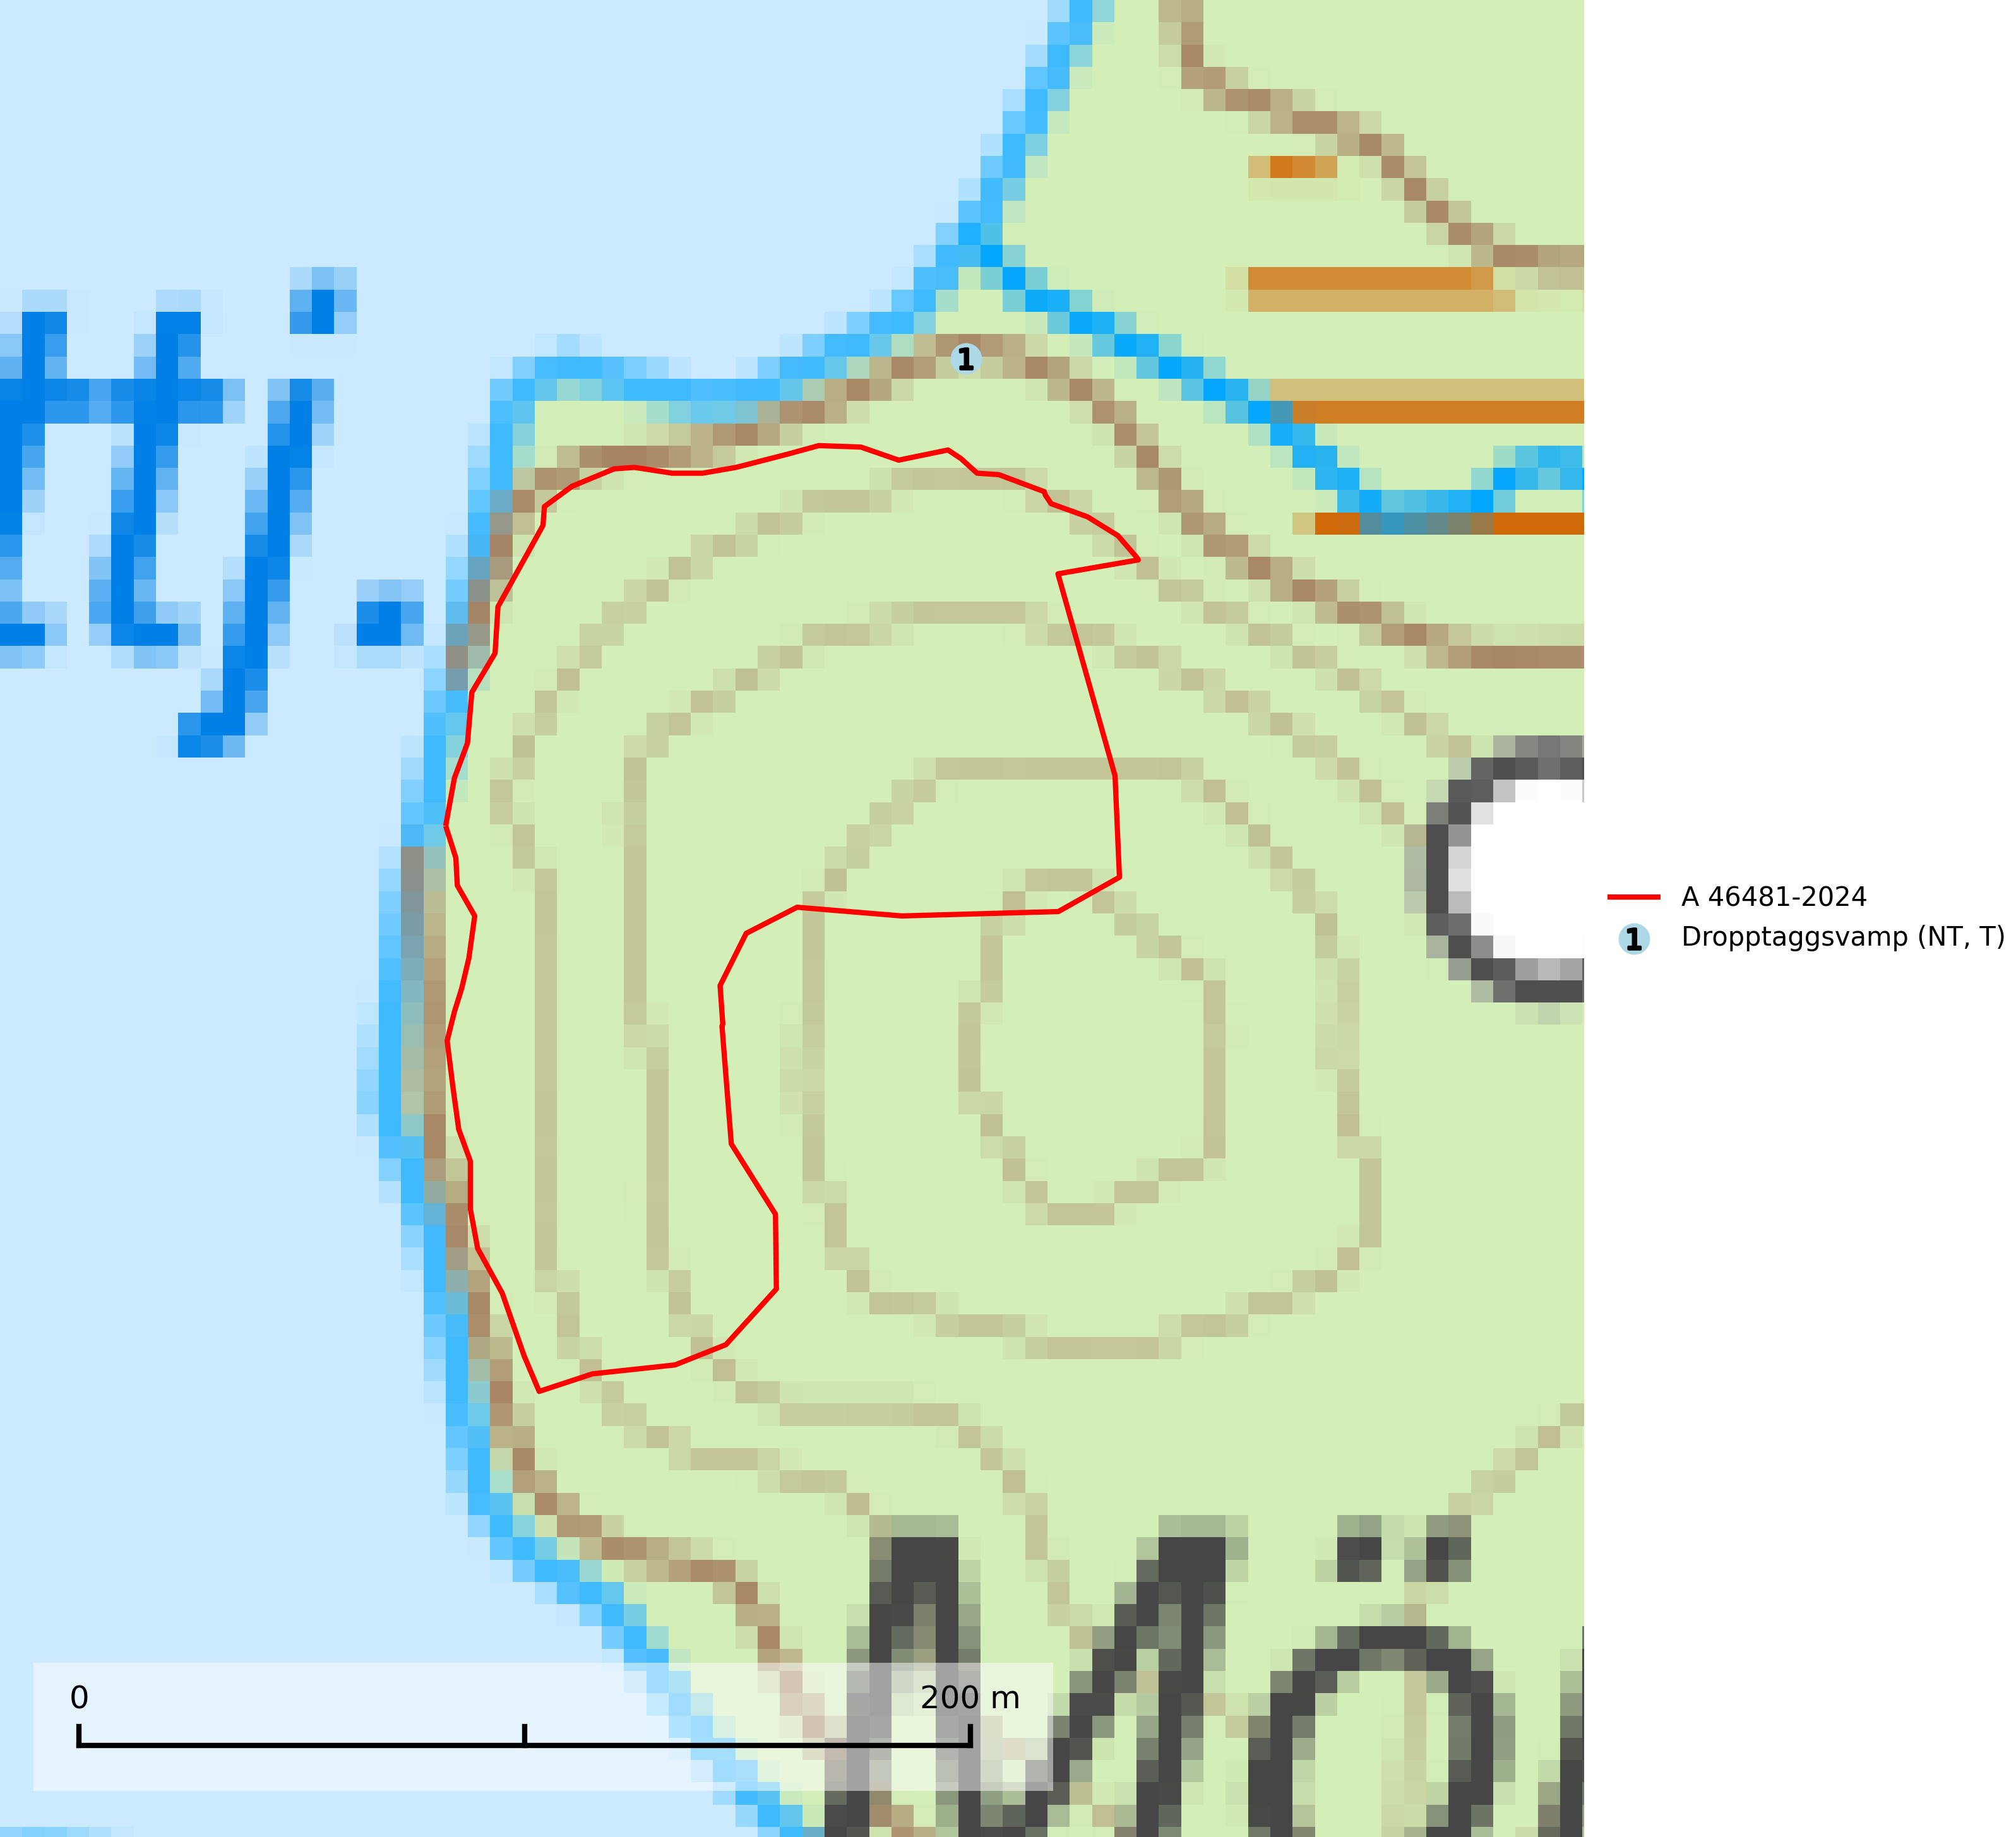 1
A 46481-2024
1 Dropptaggsvamp (NT, T)
0 200 m